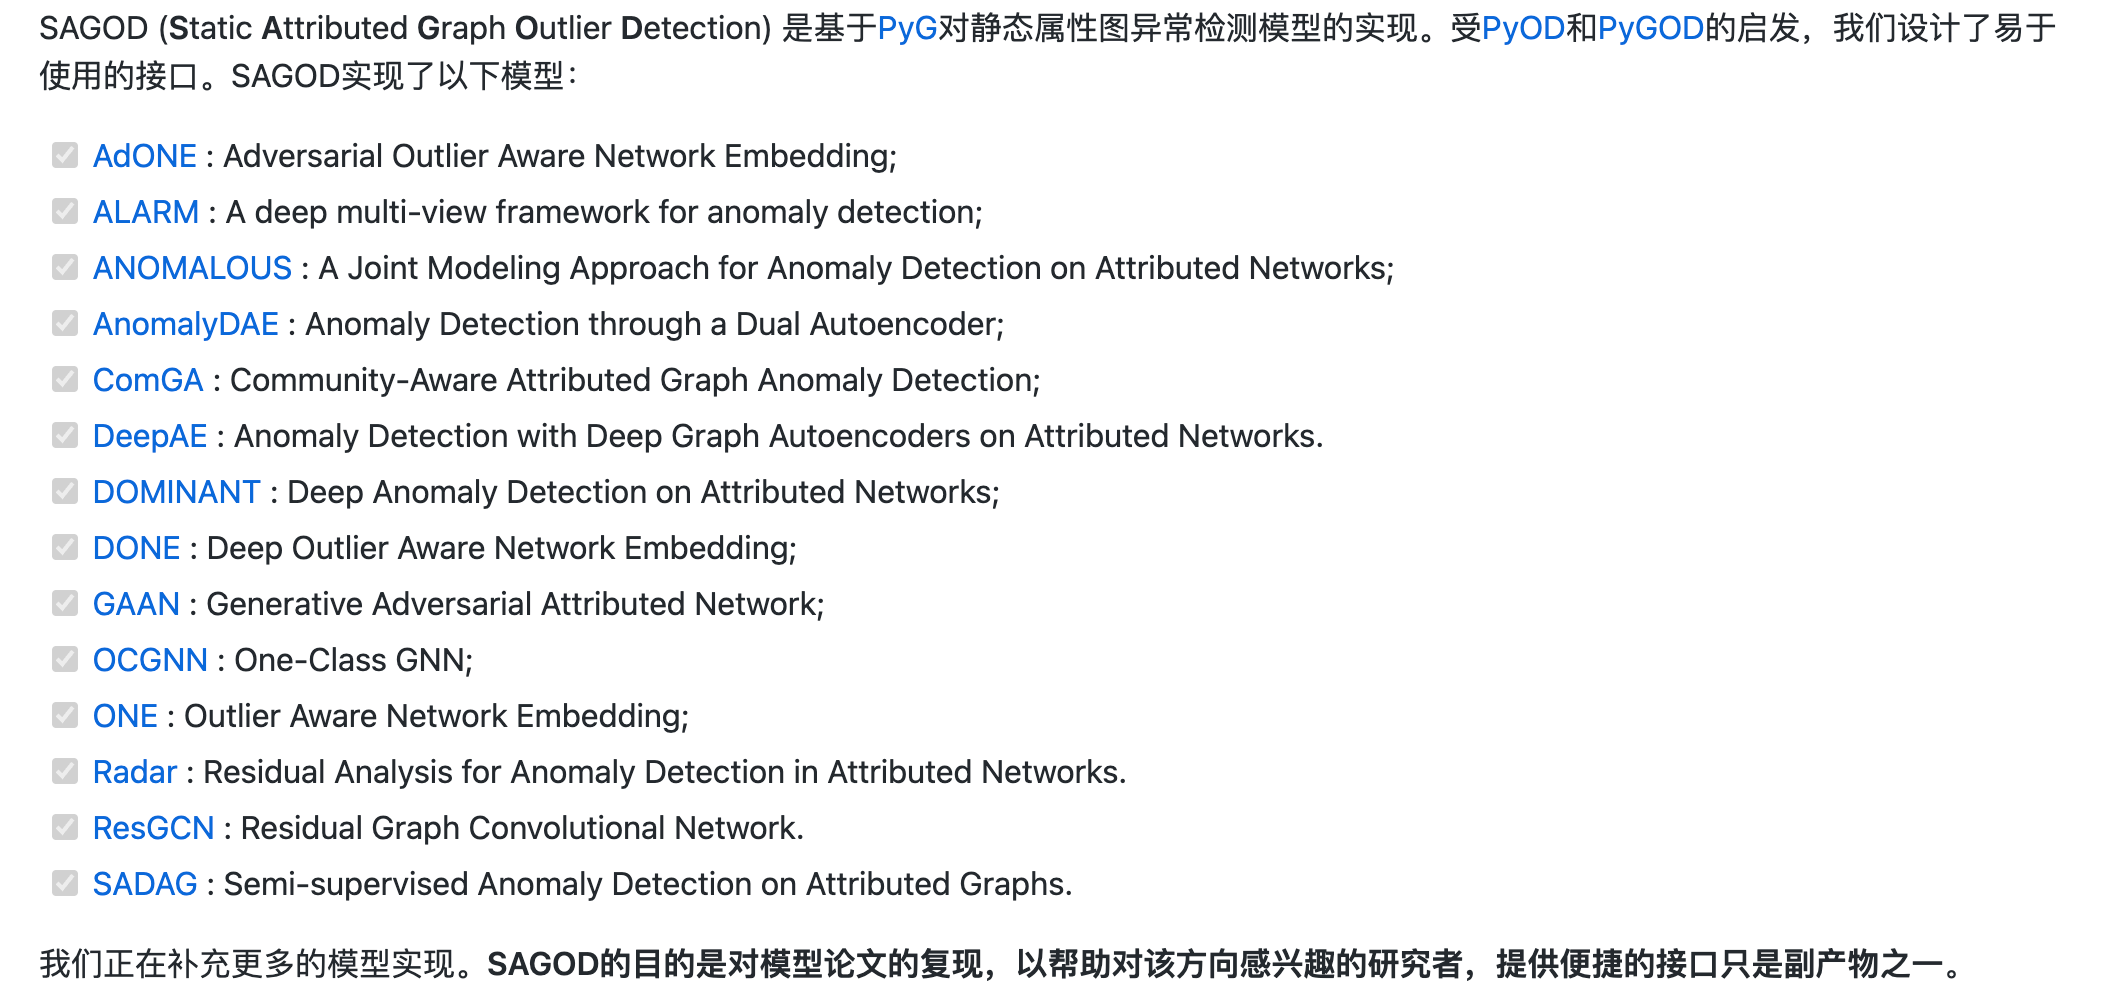 SAGOD (Static Attributed Graph Outlier Detection) 是基于PyG对静态属性图异常检测模型的实现。受PyOD和PyGOD的启发，我们设计了易于
使用的接口。SAGOD实现了以下模型：
AdONE : Adversarial Outlier Aware Network Embedding;
ALARM : A deep multi-view framework for anomaly detection;
ANOMALOUS : A Joint Modeling Approach for Anomaly Detection on Attributed Networks;
AnomalyDAE : Anomaly Detection through a Dual Autoencoder;
ComGA : Community-Aware Attributed Graph Anomaly Detection;
DeepAE : Anomaly Detection with Deep Graph Autoencoders on Attributed Networks.
DOMINANT : Deep Anomaly Detection on Attributed Networks;
DONE : Deep Outlier Aware Network Embedding;
GAAN : Generative Adversarial Attributed Network;
OCGNN : One-Class GNN;
ONE : Outlier Aware Network Embedding;
Radar : Residual Analysis for Anomaly Detection in Attributed Networks.
ResGCN : Residual Graph Convolutional Network.
SADAG : Semi-supervised Anomaly Detection on Attributed Graphs.
我们正在补充更多的模型实现。SAGOD的目的是对模型论文的复现，以帮助对该方向感兴趣的研究者，提供便捷的接口只是副产物之一。